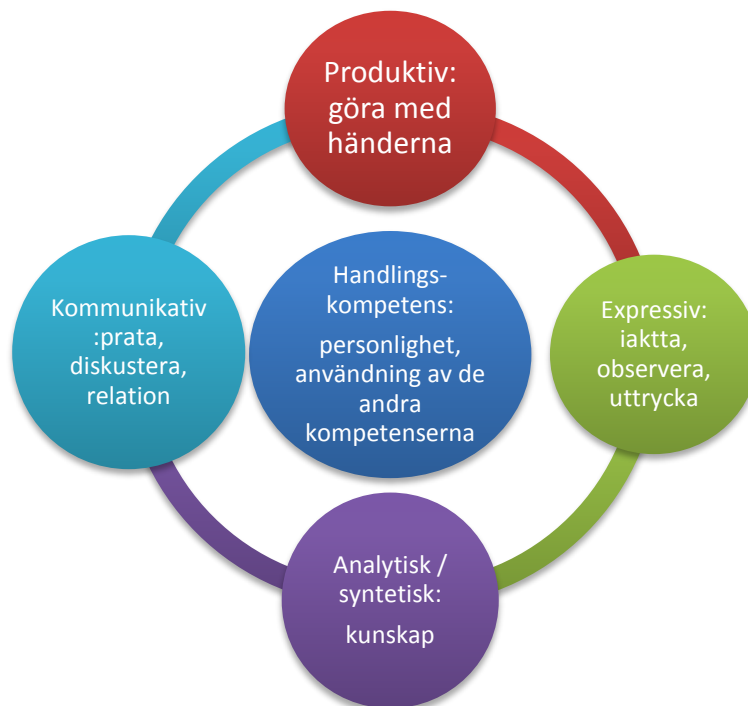 Produktiv:
göra med
händerna
Kommunikativ
:prata,
diskustera,
relation
Handlings-
kompetens:
personlighet,
användning av de
andra
kompetenserna
Expressiv:
iaktta,
observera,
uttrycka
Analytisk /
syntetisk:
kunskap